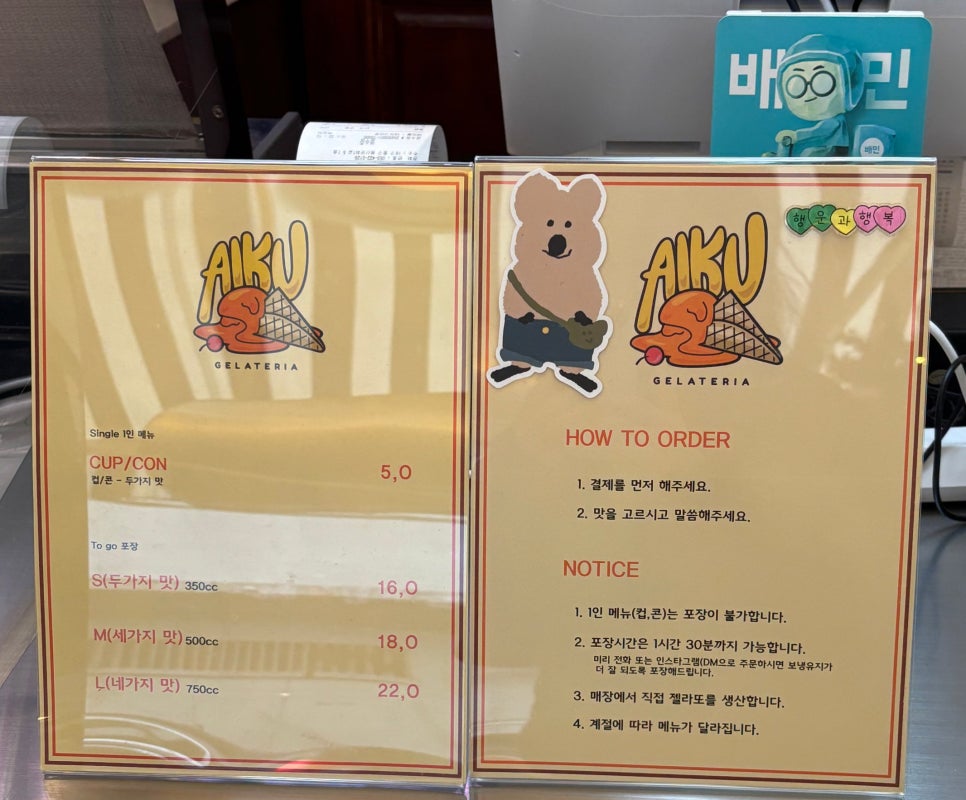 배민
배민
AIKU
GELATERIA
Single 1인 메뉴
CUP/CON 5,0
컵/콘 - 두가지 맛
To go 포장
S(두가지 맛) 350cc 16,0
M(세가지 맛) 500cc 18,0
L(네가지 맛) 750cc 22,0
행운과행복
AIKU
GELATERIA
HOW TO ORDER
1. 결제를 먼저 해주세요.
2. 맛을 고르시고 말씀해주세요.
NOTICE
1. 1인 메뉴(컵,콘)는 포장이 불가합니다.
2. 포장시간은 1시간 30분까지 가능합니다.
미리 전화 또는 인스타그램(DM으로 주문하시면 보냉유지가
더 잘 되도록 포장해드립니다.
3. 매장에서 직접 젤라또를 생산합니다.
4. 계절에 따라 메뉴가 달라집니다.